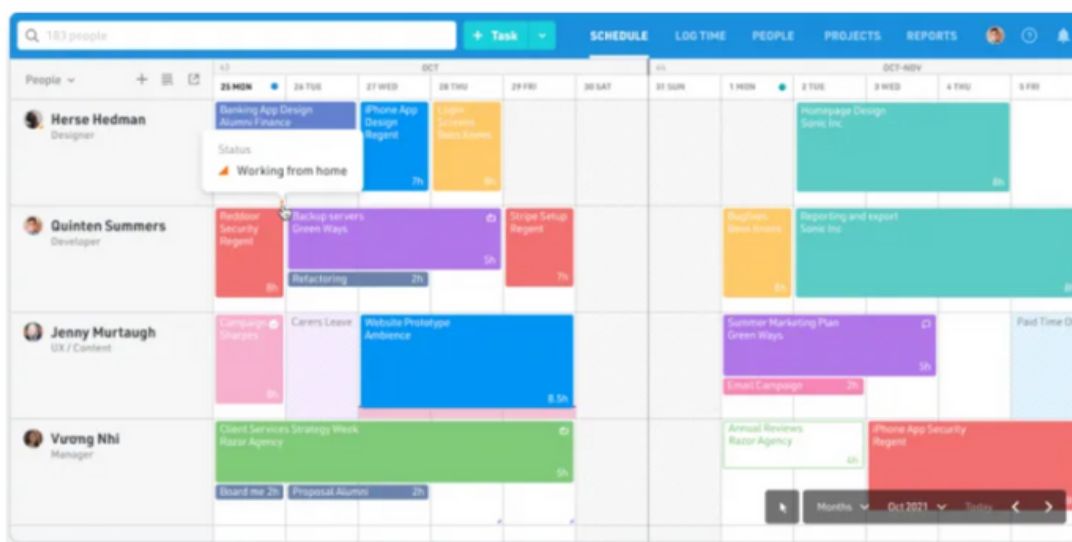 183 people
+ Task
SCHEDULE
LOG TIME
PEOPLE
PROJECTS
REPORTS
People
OCT
OCT-NOV
25 MON
26 TUE
27 WED
28 THU
29 FRI
30 SAT
31 SUN
1 MON
2 TUE
3 WED
4 THU
5 FRI
Herse Hedman
Designer
Banking App Design
Alumni Finance
iPhone App
Design
Regent
7h
Login
Screens
Homepage Design
Sonic Inc
8h
Status
Working from home
Quinten Summers
Developer
Reddoor
Security
Regent
8h
Backup servers
Green Ways
5h
Refactoring 2h
Stripe Setup
Regent
7h
Reporting and export
Sonic Inc
Jenny Murtaugh
UX / Content
Campaign
Sharpes
8h
Carers Leave
Website Prototype
Ambience
8.5h
Summer Marketing Plan
Green Ways
5h
Email Campaign 2h
Paid Time O
Vương Nhi
Manager
Client Services Strategy Week
Razor Agency
5h
Board me 2h
Proposal Alumni 2h
Annual Reviews
Razor Agency
iPhone App Security
Regent
Months
Oct 2021
Today